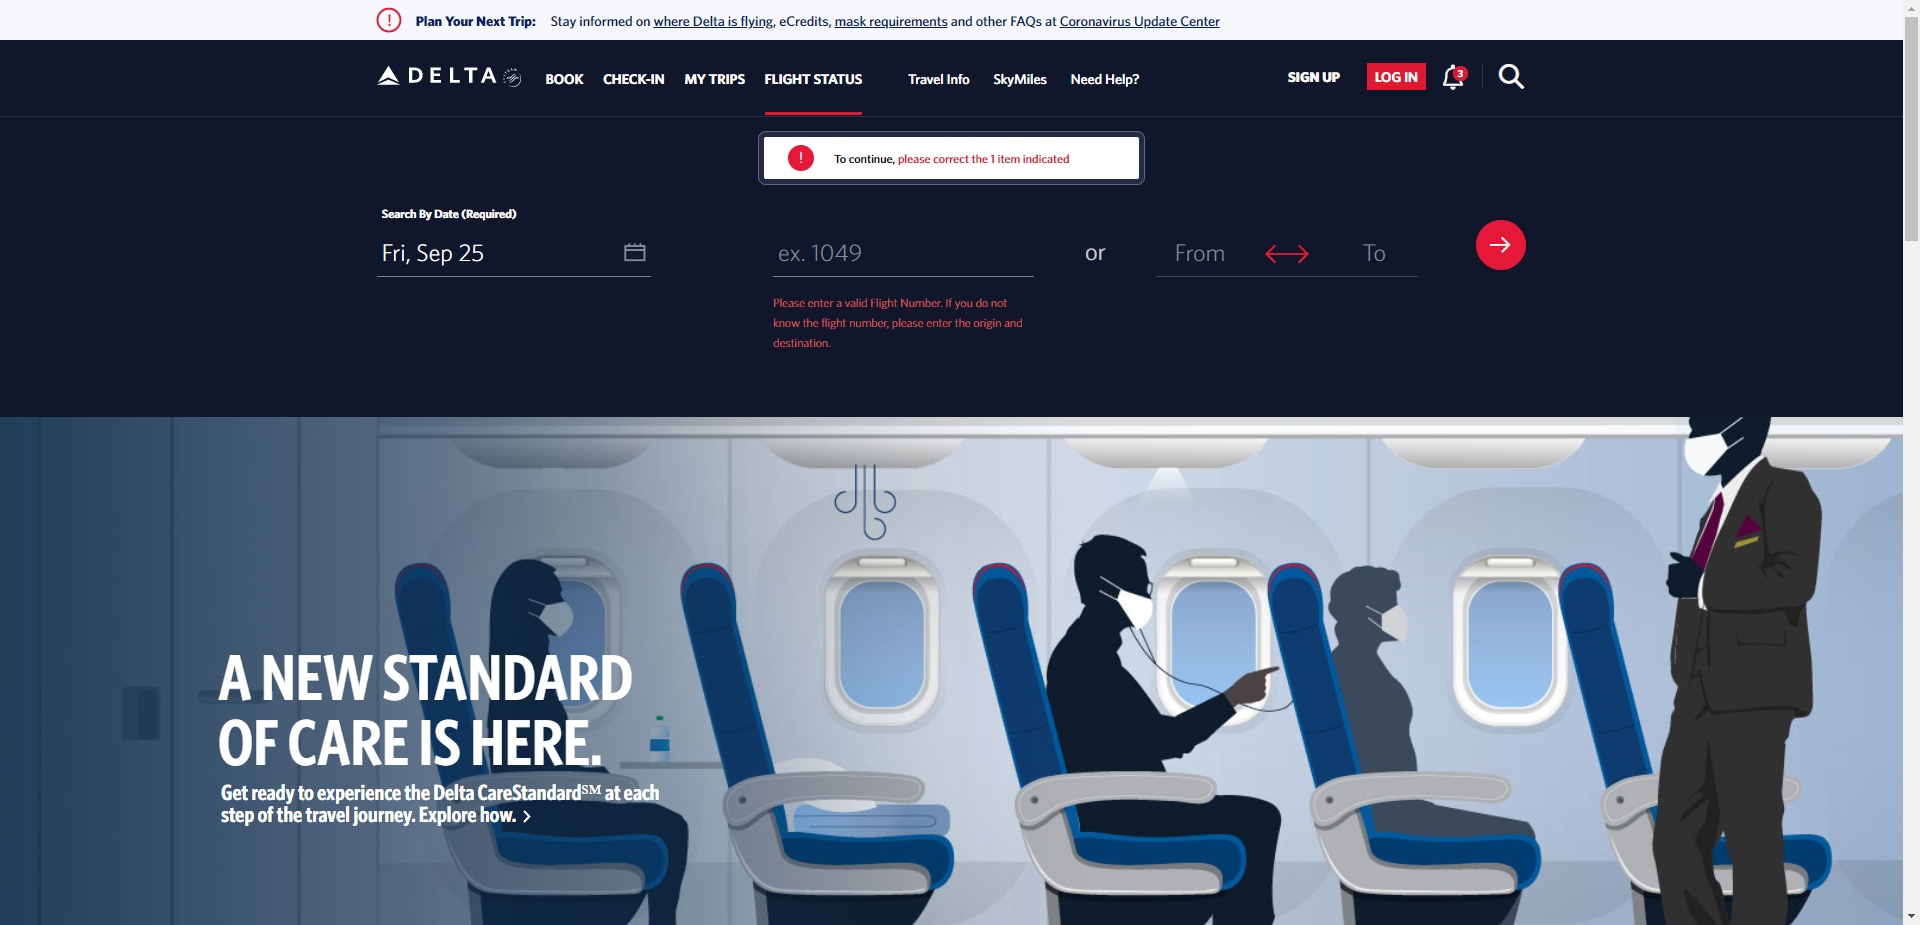 Plan Your Next Trip: Stay informed on where Delta is flying, eCredits, mask requirements and other FAQs at Coronavirus Update Center
DELTA BOOK CHECK-IN MY TRIPS FLIGHT STATUS Travel Info SkyMiles Need Help? SIGN UP LOG IN 3
To continue, please correct the 1 item indicated
Search By Date (Required)
Fri, Sep 25 ex. 1049 or From To
Please enter a valid Flight Number. If you do not
know the flight number, please enter the origin and
destination.
A NEW STANDARD
OF CARE IS HERE.
Get ready to experience the Delta CareStandard℠ at each
step of the travel journey. Explore how. >